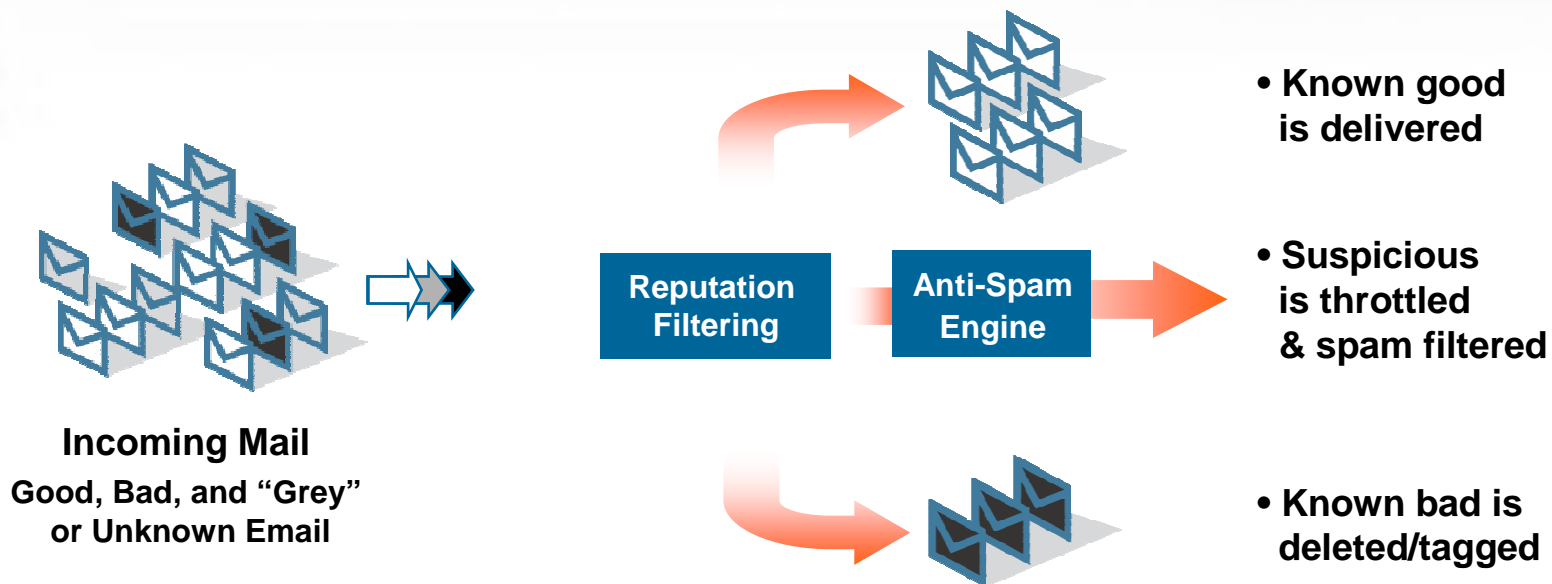 Incoming Mail
Good, Bad, and “Grey”
or Unknown Email
Reputation
Filtering
Anti-Spam
Engine
• Known good
is delivered
• Suspicious
is throttled
& spam filtered
• Known bad is
deleted/tagged